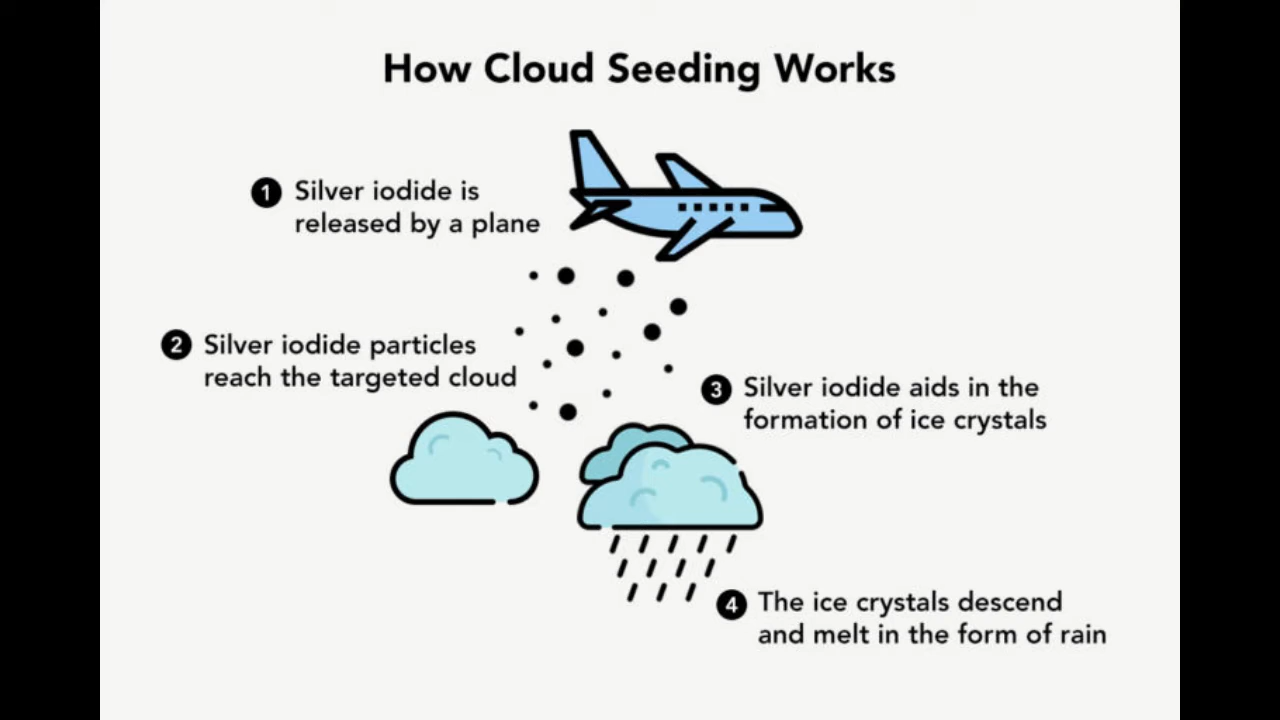 How Cloud Seeding Works
1 Silver iodide is
released by a plane
2 Silver iodide particles
reach the targeted cloud
3 Silver iodide aids in the
formation of ice crystals
4 The ice crystals descend
and melt in the form of rain